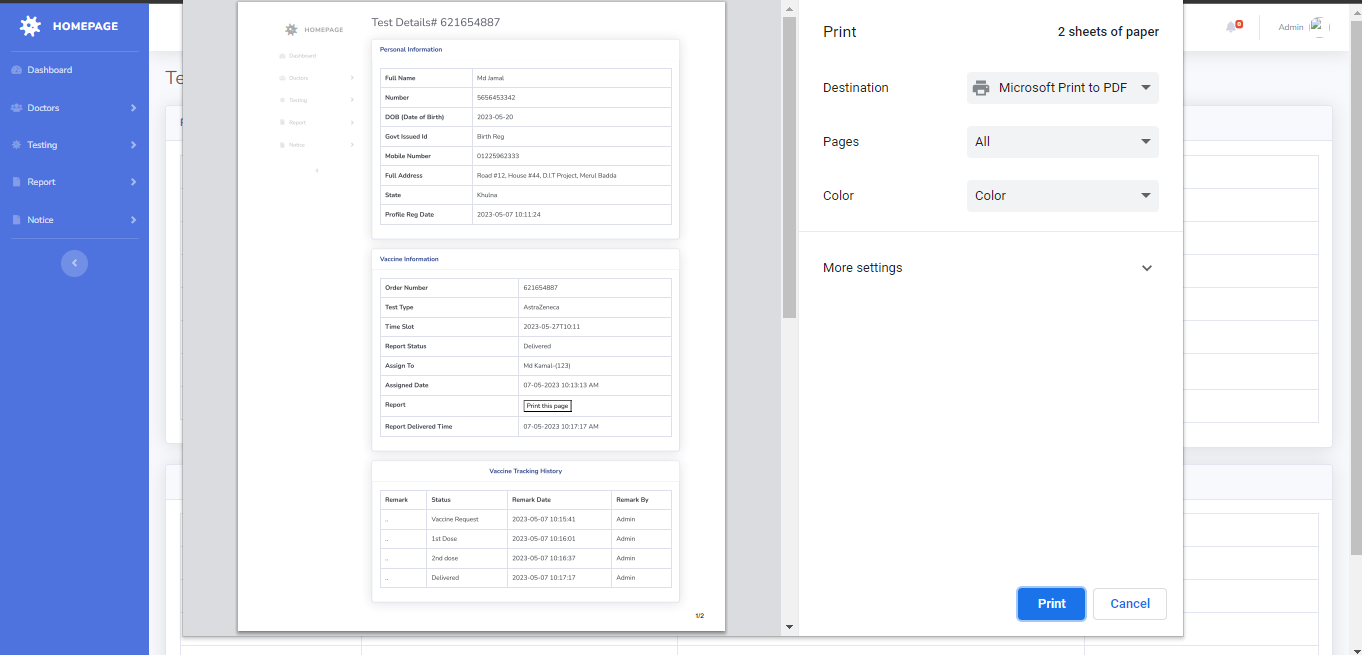 HOMEPAGE
Dashboard
Doctors
Testing
Report
Notice
Te
HOMEPAGE
Dashboard
Doctors
Testing
Report
Notice
Test Details# 621654887
Personal Information
Full Name Md Jamal
Number 5656453342
DOB (Date of Birth) 2023-05-20
Govt Issued Id Birth Reg
Mobile Number 01225962333
Full Address Road #12, House #44, D.I.T Project, Merul Badda
State Khulna
Profile Reg Date 2023-05-07 10:11:24
Vaccine Information
Order Number 621654887
Test Type AstraZeneca
Time Slot 2023-05-27T10:11
Report Status Delivered
Assign To Md Kamal-(123)
Assigned Date 07-05-2023 10:13:13 AM
Report Print this page
Report Delivered Time 07-05-2023 10:17:17 AM
Vaccine Tracking History
Remark Status Remark Date Remark By
.. Vaccine Request 2023-05-07 10:15:41 Admin
.. 1st Dose 2023-05-07 10:16:01 Admin
.. 2nd dose 2023-05-07 10:16:37 Admin
.. Delivered 2023-05-07 10:17:17 Admin
1/2
Print 2 sheets of paper
Destination Microsoft Print to PDF
Pages All
Color Color
More settings
Print Cancel
Admin